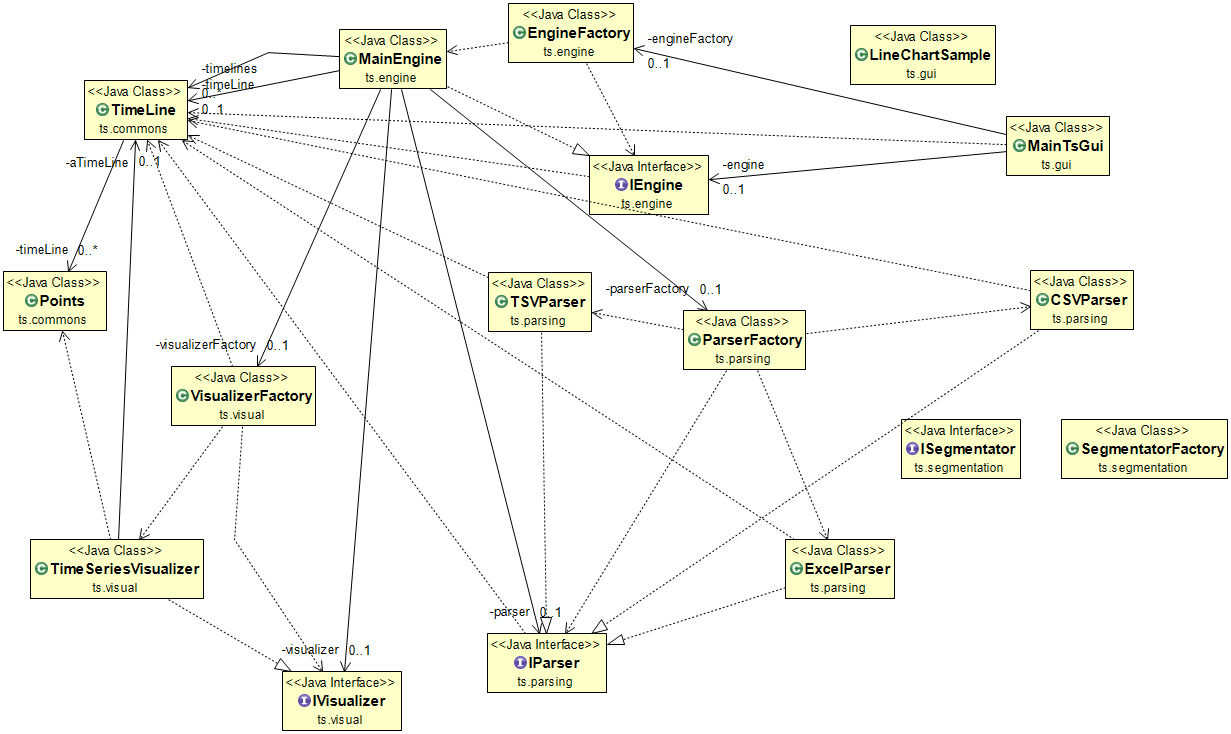 <<Java Class>>
EngineFactory
ts.engine
<<Java Class>>
MainEngine
ts.engine
<<Java Class>>
LineChartSample
ts.gui
-engineFactory
0..1
-timelines
0..*
-timeLine
0..1
<<Java Class>>
TimeLine
ts.commons
<<Java Class>>
MainTsGui
ts.gui
<<Java Interface>>
IEngine
ts.engine
-engine
0..1
-aTimeLine
0..1
-timeLine
0..*
<<Java Class>>
Points
ts.commons
<<Java Class>>
TSVParser
ts.parsing
-parserFactory
0..1
<<Java Class>>
CSVParser
ts.parsing
<<Java Class>>
ParserFactory
ts.parsing
-visualizerFactory
0..1
<<Java Class>>
VisualizerFactory
ts.visual
<<Java Interface>>
ISegmentator
ts.segmentation
<<Java Class>>
SegmentatorFactory
ts.segmentation
<<Java Class>>
TimeSeriesVisualizer
ts.visual
<<Java Class>>
ExcelParser
ts.parsing
-parser
0..1
<<Java Interface>>
IParser
ts.parsing
-visualizer
0..1
<<Java Interface>>
IVisualizer
ts.visual